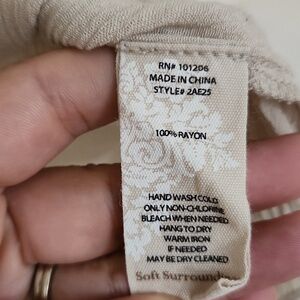 RN# 101206
MADE IN CHINA
STYLE# 2AE25
100% RAYON
HAND WASH COLD
ONLY NON-CHLORINE
BLEACH WHEN NEEDED
HANG TO DRY
WARM IRON
IF NEEDED
MAY BE DRY CLEANED
Soft Surroundings